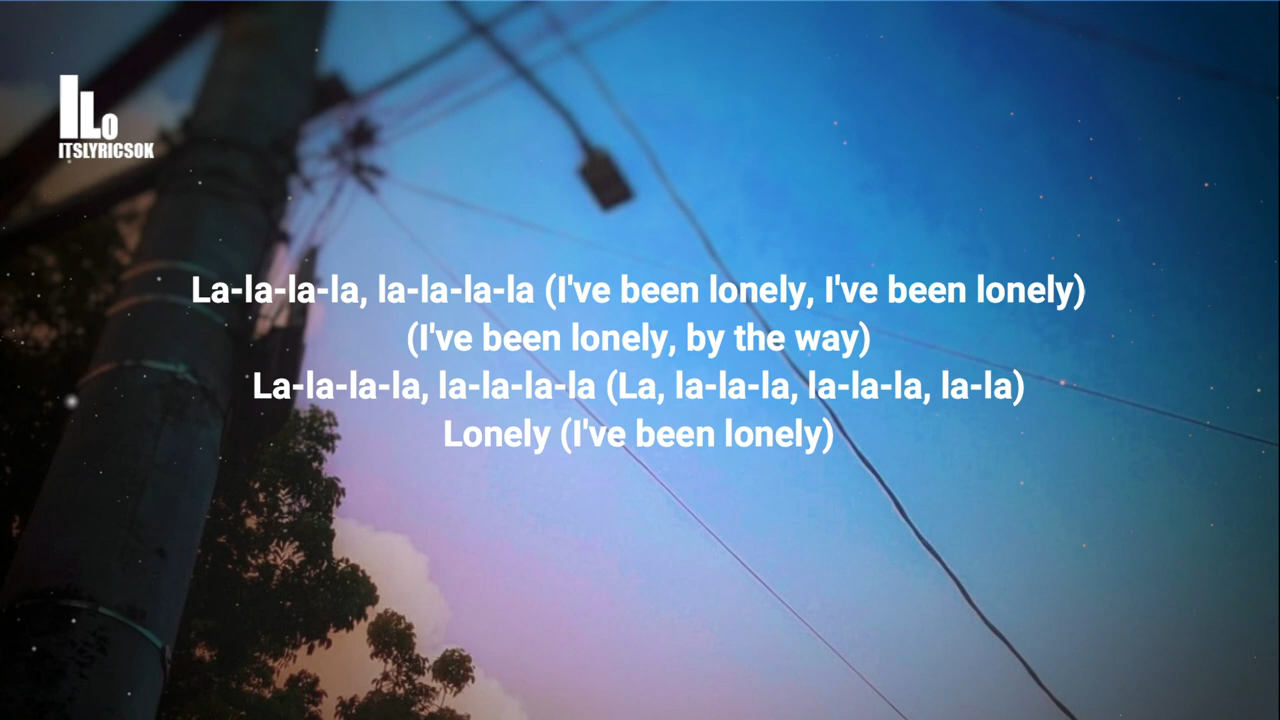 ILO
ITSLYRICSOK
La-la-la-la, la-la-la-la (I've been lonely, I've been lonely)
(I've been lonely, by the way)
La-la-la-la, la-la-la-la (La, la-la-la, la-la-la, la-la)
Lonely (I've been lonely)